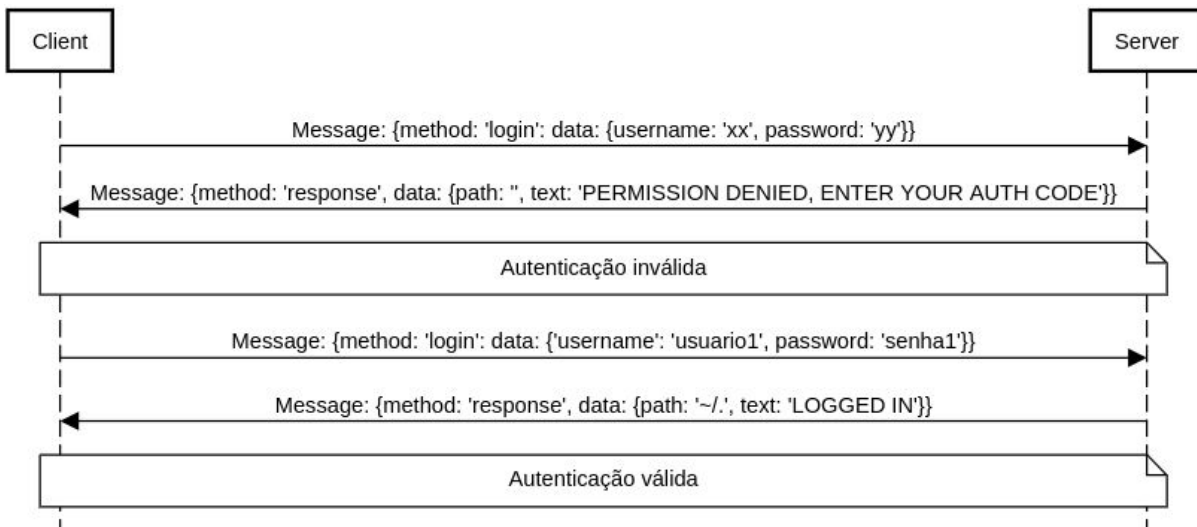 Client
Server
Message: {method: 'login': data: {username: 'xx', password: 'yy'}}
Message: {method: 'response', data: {path: '', text: 'PERMISSION DENIED, ENTER YOUR AUTH CODE'}}
Autenticação inválida
Message: {method: 'login': data: {'username': 'usuario1', password: 'senha1'}}
Message: {method: 'response', data: {path: '~/.', text: 'LOGGED IN'}}
Autenticação válida